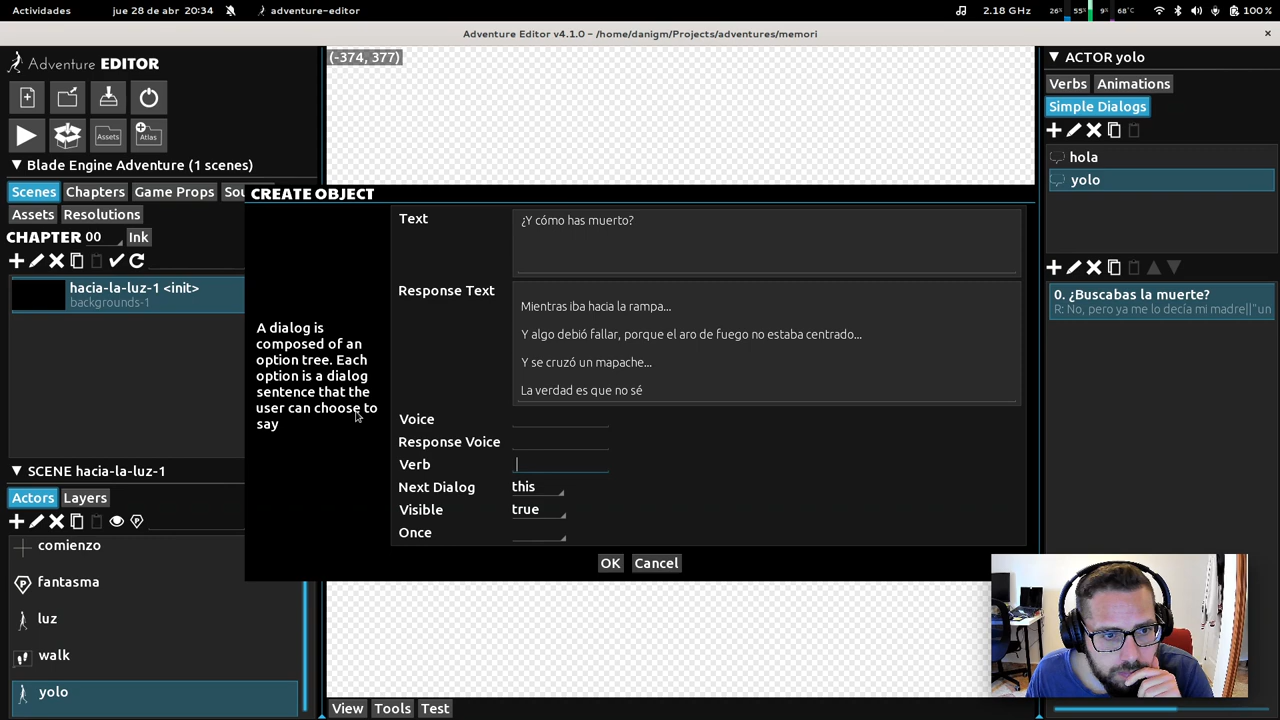 Actividades
jue 28 de abr 20:34
adventure-editor
26%
55%
9%
68°C
2.18 GHz
100 %
Adventure Editor v4.1.0 - /home/danigm/Projects/adventures/memori
Adventure EDITOR
Assets
Atlas
Blade Engine Adventure (1 scenes)
Scenes
Chapters
Game Props
Sou
Assets
Resolutions
CHAPTER 00
Ink
hacia-la-luz-1 <init>
backgrounds-1
SCENE hacia-la-luz-1
Actors
Layers
comienzo
fantasma
luz
walk
yolo
(-374, 377)
CREATE OBJECT
A dialog is
composed of an
option tree. Each
option is a dialog
sentence that the
user can choose to
say
Text
¿Y cómo has muerto?
Response Text
Mientras iba hacia la rampa...
Y algo debió fallar, porque el aro de fuego no estaba centrado...
Y se cruzó un mapache...
La verdad es que no sé
Voice
Response Voice
Verb
Next Dialog
this
Visible
true
Once
OK
Cancel
View
Tools
Test
ACTOR yolo
Verbs
Animations
Simple Dialogs
hola
yolo
0. ¿Buscabas la muerte?
R: No, pero ya me lo decía mi madre||"un